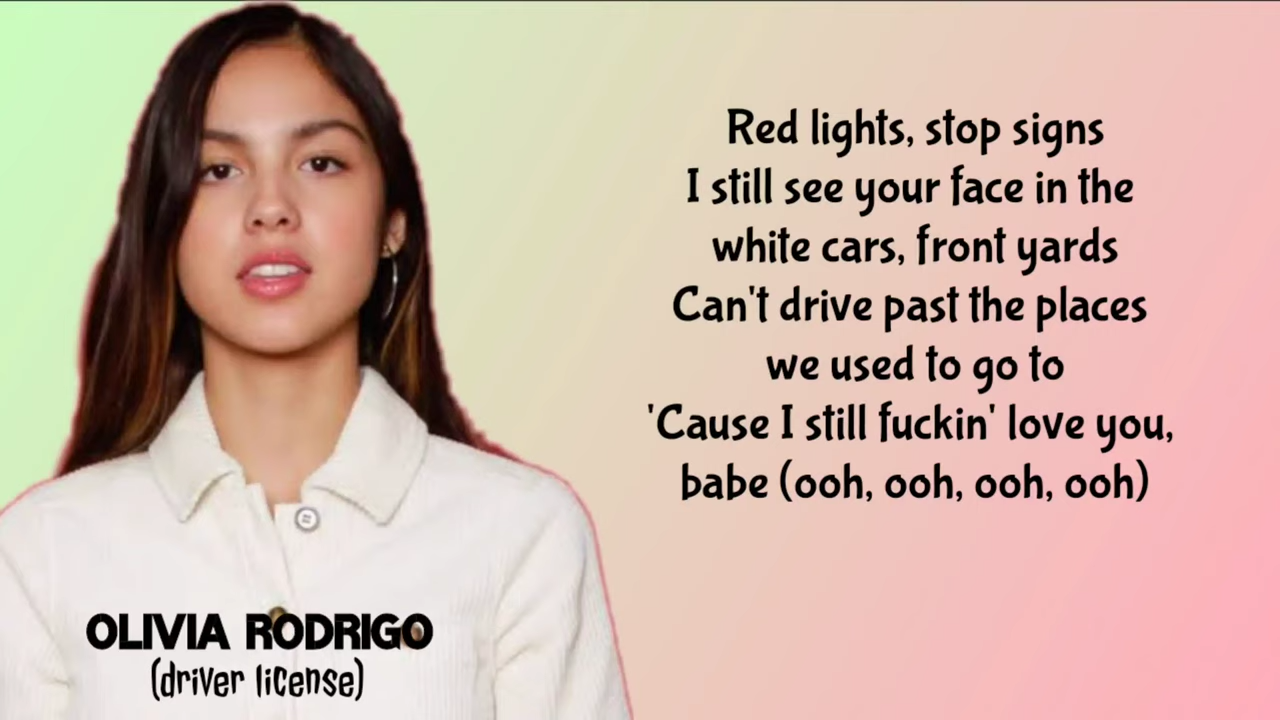 Red lights, stop signs
I still see your face in the
white cars, front yards
Can't drive past the places
we used to go to
'Cause I still fuckin' love you,
babe (ooh, ooh, ooh, ooh)
OLIVIA RODRIGO
(driver license)